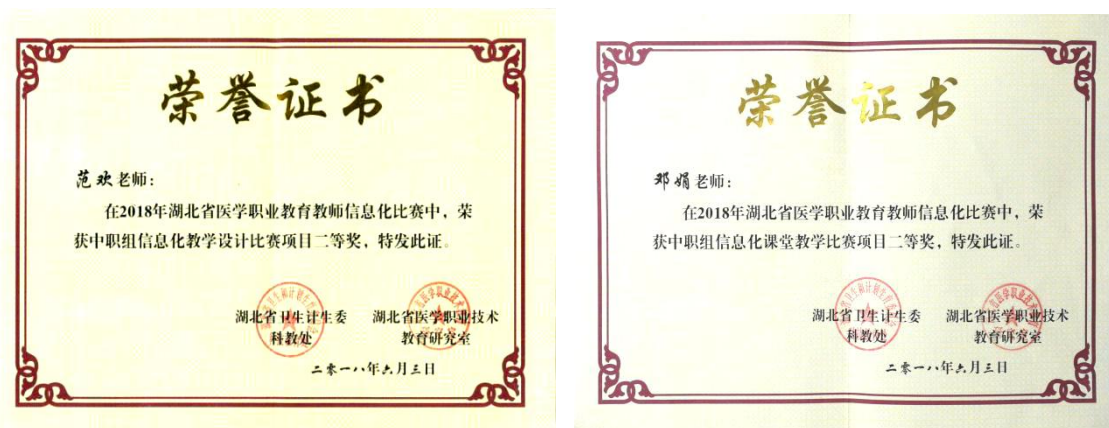 荣誉证书
范欢老师：
在2018年湖北省医学职业教育教师信息化比赛中，荣
获中职组信息化教学设计比赛项目二等奖，特发此证。
湖北省卫生计生委 湖北省医学职业技术
科教处 教育研究室
二零一八年六月三日
荣誉证书
邓娟老师：
在2018年湖北省医学职业教育教师信息化比赛中，荣
获中职组信息化课堂教学比赛项目二等奖，特发此证。
湖北省卫生计生委 湖北省医学职业技术
科教处 教育研究室
二零一八年六月三日